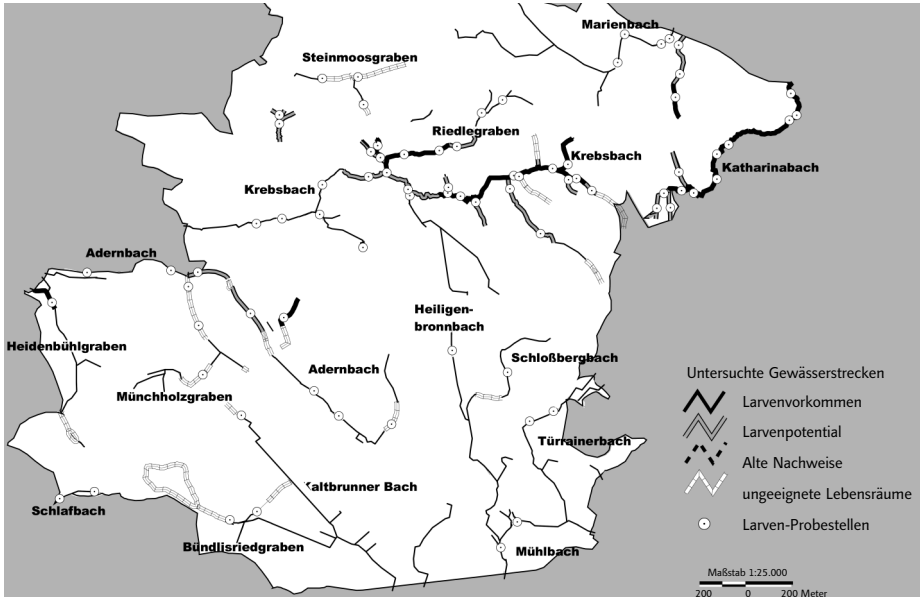 Marienbach
Steinmoosgraben
Riedlegraben
Krebsbach
Katharinabach
Krebsbach
Adernbach
Heiligen-
bronnbach
Heidenbühlgraben
Schloßbergbach
Adernbach
Münchholzgraben
Untersuchte Gewässerstrecken
Larvenvorkommen
Larvenpotential
Alte Nachweise
ungeeignete Lebensräume
Larven-Probestellen
Türrainerbach
Kaltbrunner Bach
Schlafbach
Bündlisriedgraben
Mühlbach
Maßstab 1:25.000
200 0 200 Meter